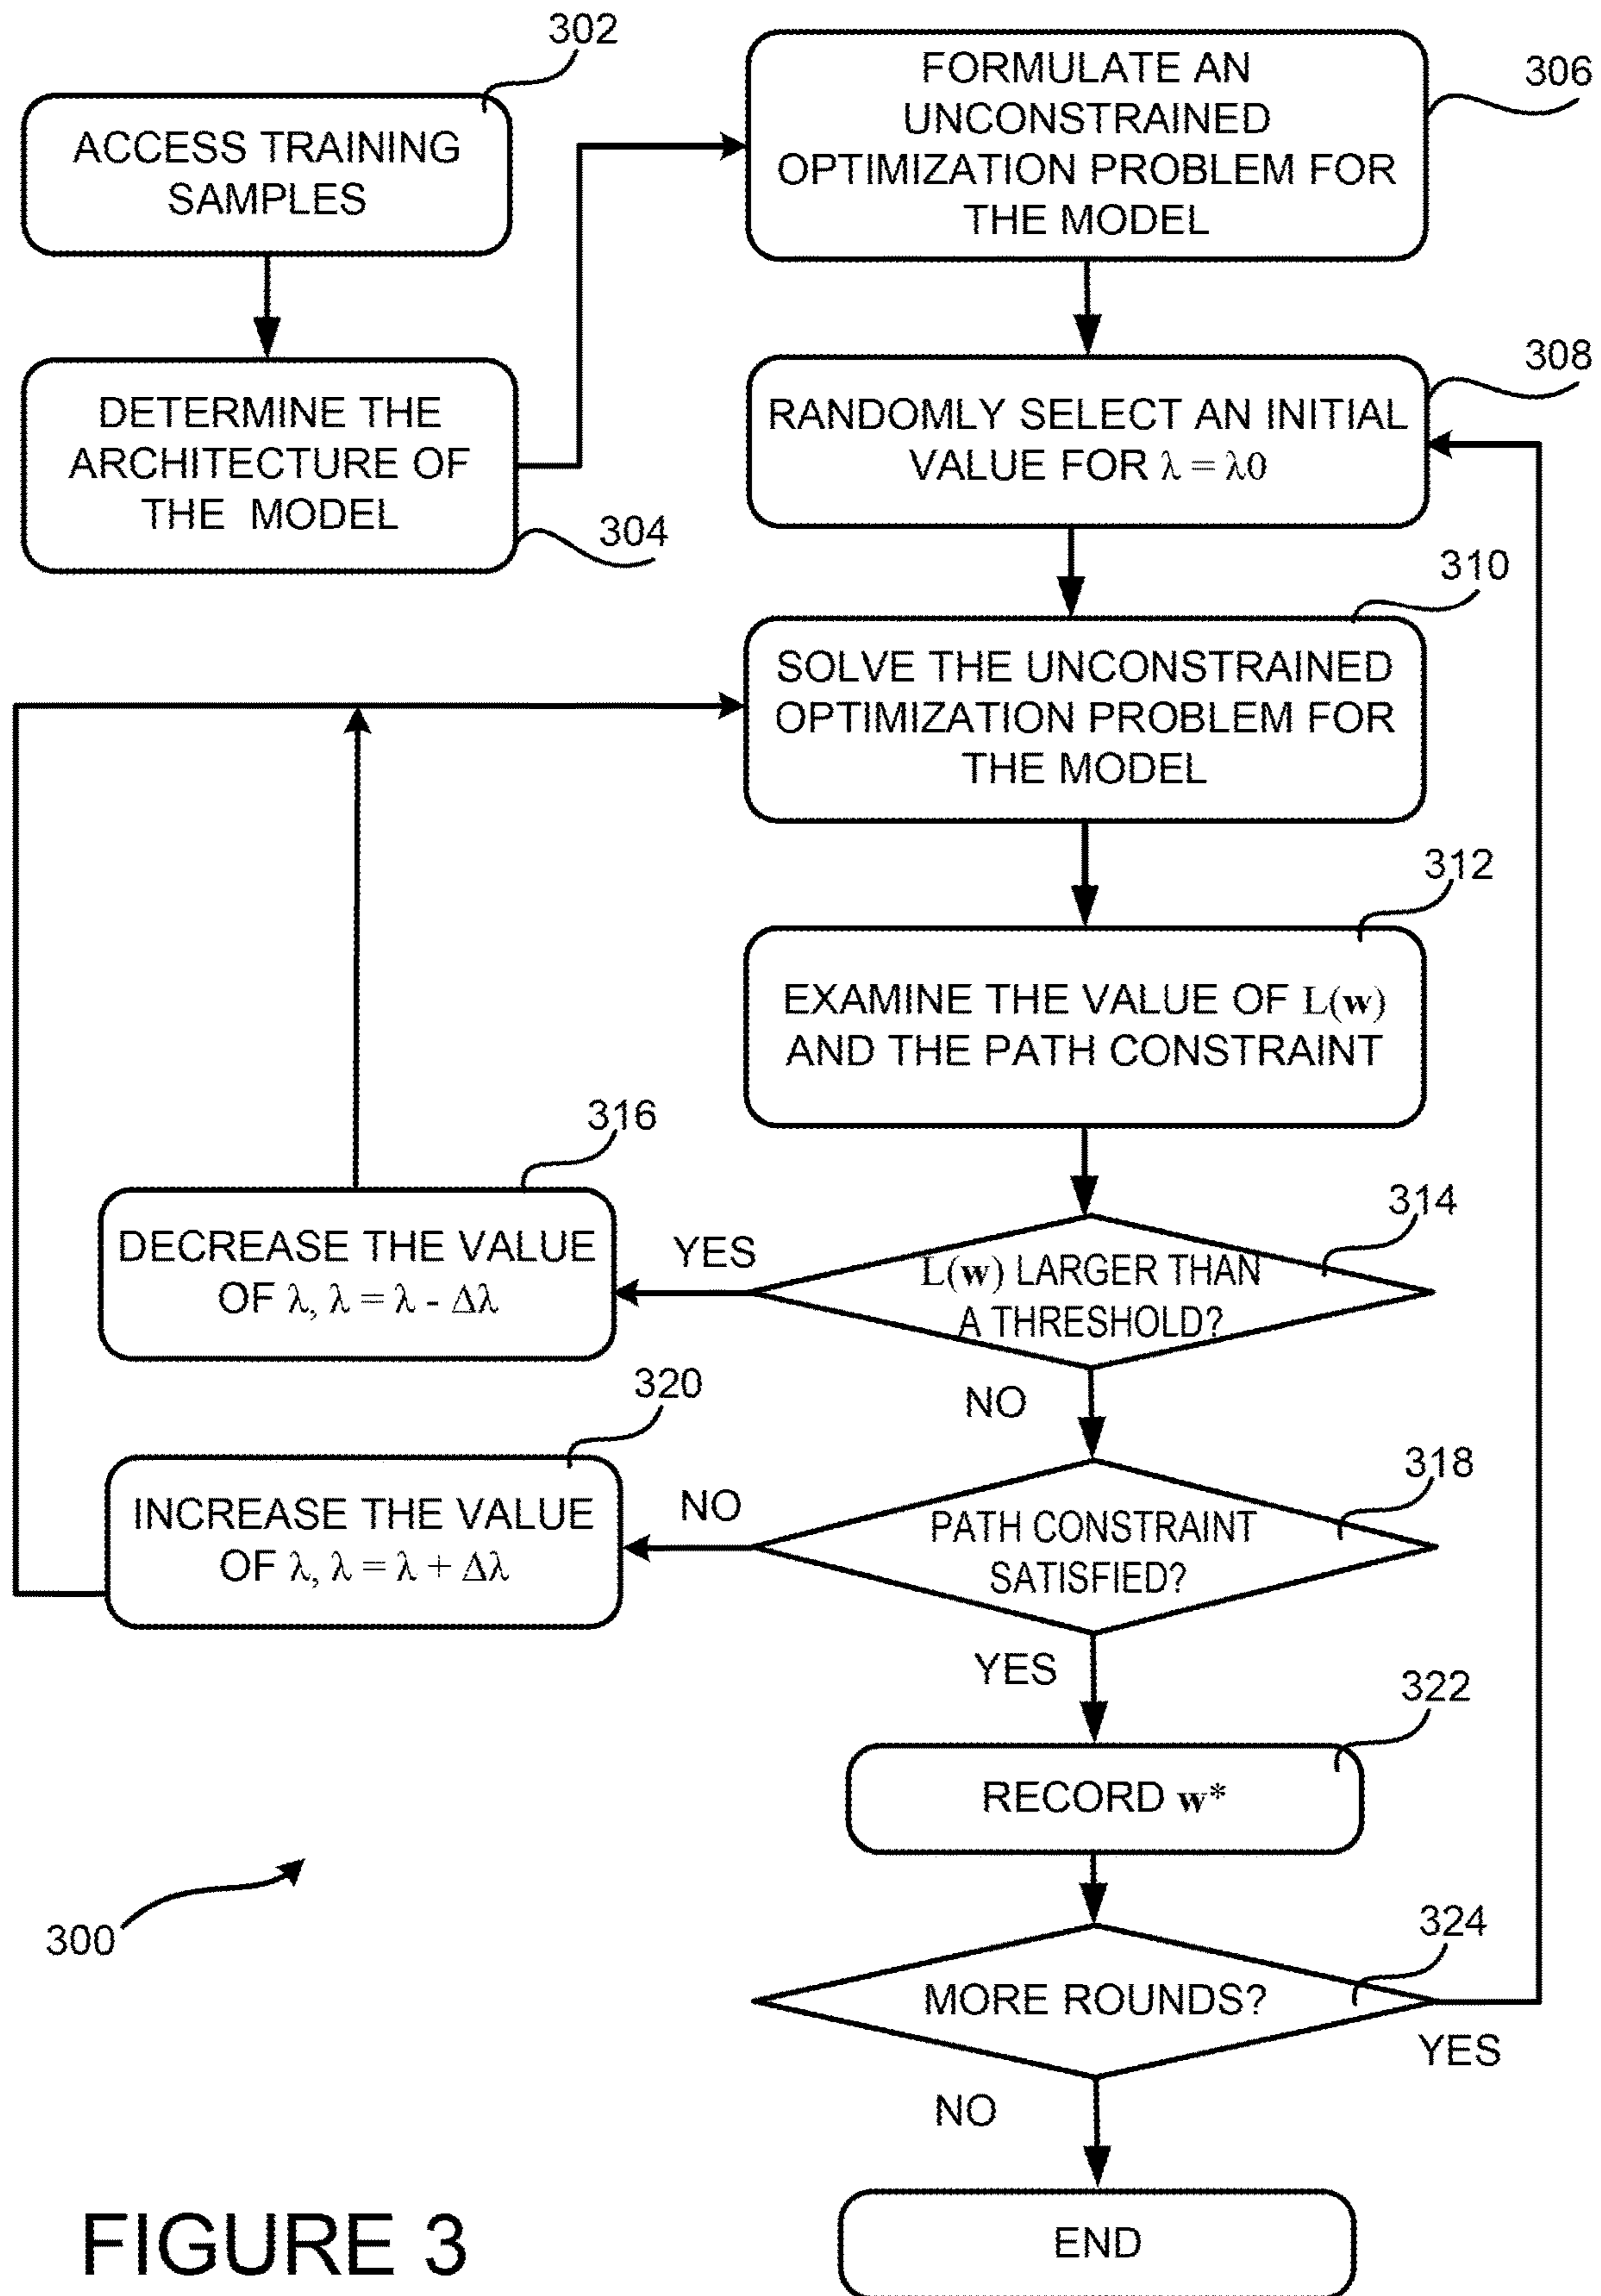 302
ACCESS TRAINING
SAMPLES
DETERMINE THE
ARCHITECTURE OF
THE MODEL
304
FORMULATE AN
UNCONSTRAINED
OPTIMIZATION PROBLEM FOR
THE MODEL
306
RANDOMLY SELECT AN INITIAL
VALUE FOR λ = λ0
308
310
SOLVE THE UNCONSTRAINED
OPTIMIZATION PROBLEM FOR
THE MODEL
312
EXAMINE THE VALUE OF L(w)
AND THE PATH CONSTRAINT
314
L(w) LARGER THAN
A THRESHOLD?
YES
316
DECREASE THE VALUE
OF λ, λ = λ - Δλ
NO
318
PATH CONSTRAINT
SATISFIED?
NO
320
INCREASE THE VALUE
OF λ, λ = λ + Δλ
YES
322
RECORD w*
324
MORE ROUNDS?
YES
NO
END
300
FIGURE 3